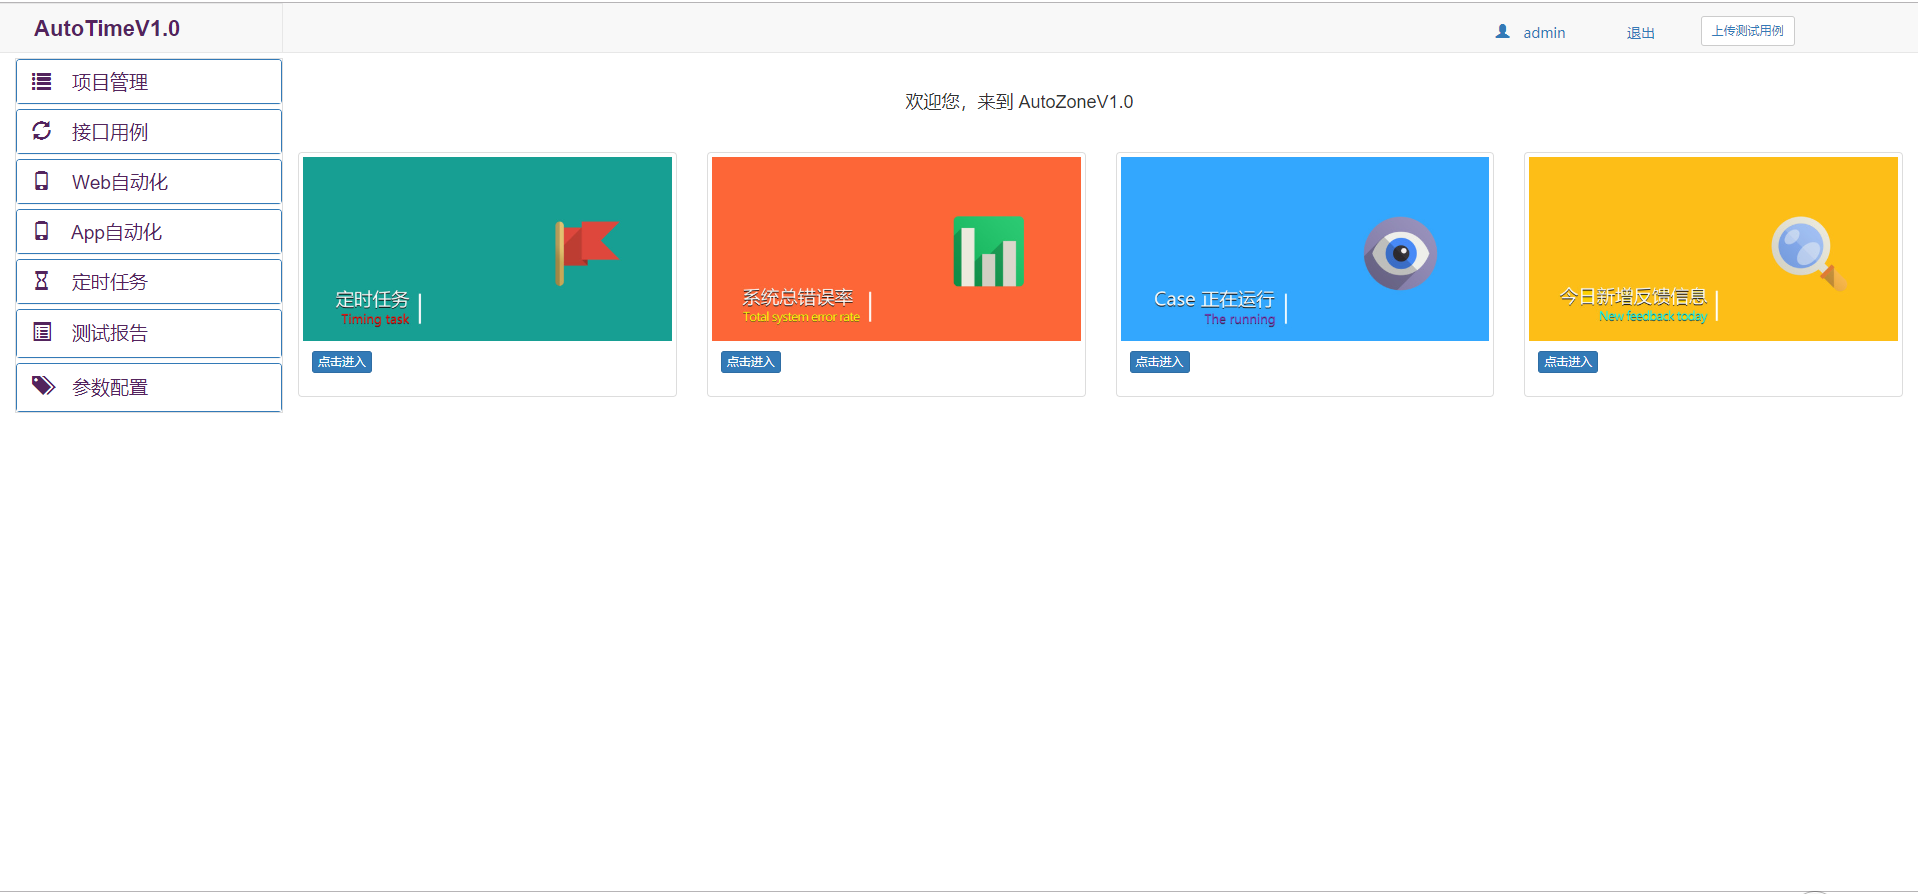 AutoTimeV1.0
admin
退出
上传测试用例
项目管理
接口用例
Web自动化
App自动化
定时任务
测试报告
参数配置
欢迎您，来到 AutoZoneV1.0
定时任务
Timing task
点击进入
系统总错误率
Total system error rate
点击进入
Case 正在运行
The running
点击进入
今日新增反馈信息
New feedback today
点击进入